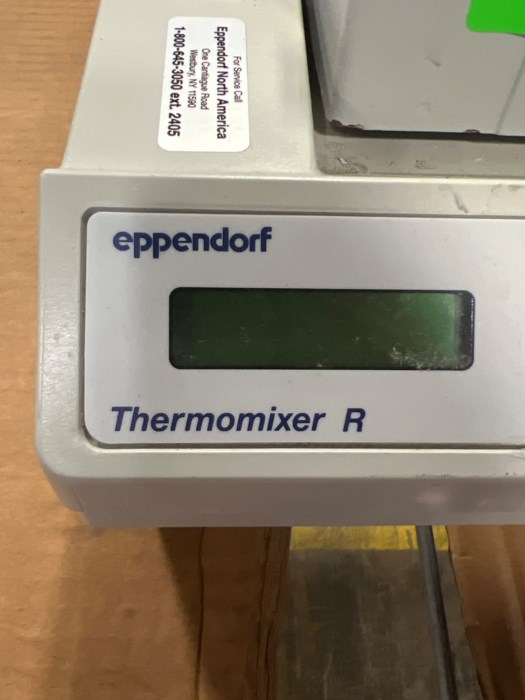 For Service Call
Eppendorf North America
One Cantiague Road
Westbury, NY 11590
1-800-645-3050 ext. 2405
eppendorf
Thermomixer R